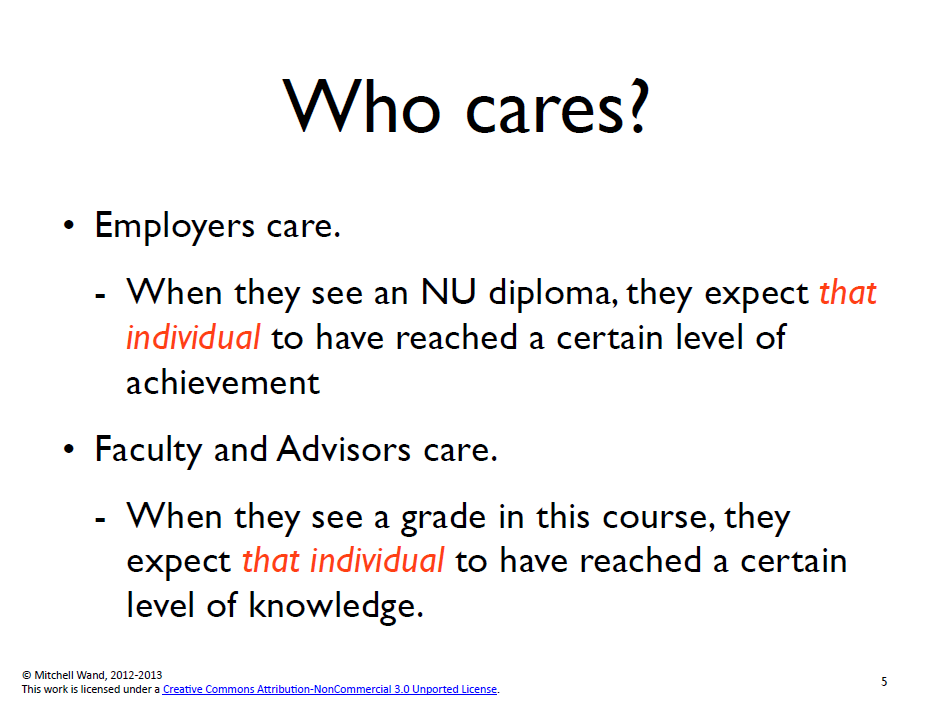 Who cares?
• Employers care.
- When they see an NU diploma, they expect that
individual to have reached a certain level of
achievement
• Faculty and Advisors care.
- When they see a grade in this course, they
expect that individual to have reached a certain
level of knowledge.
© Mitchell Wand, 2012-2013
This work is licensed under a Creative Commons Attribution-NonCommercial 3.0 Unported License.
5